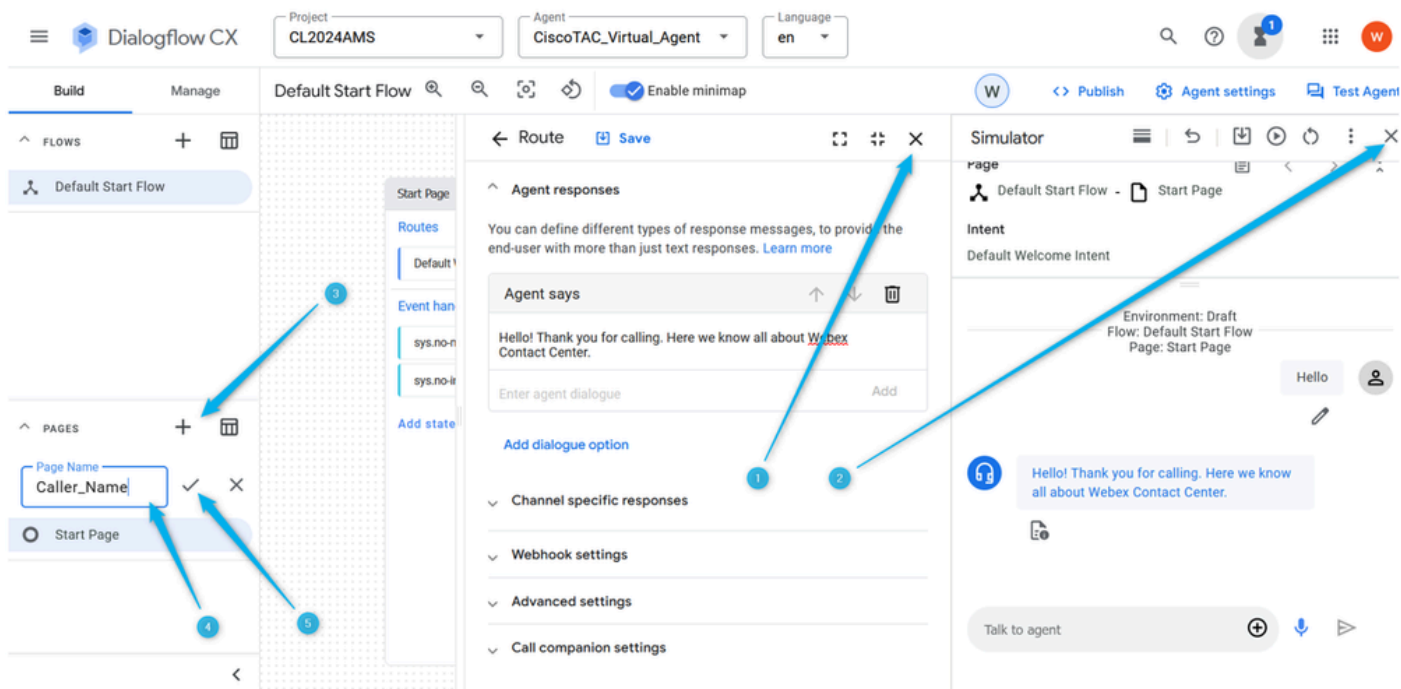 Dialogflow CX
Project
CL2024AMS
Agent
CiscoTAC_Virtual_Agent
Language
en
1
W
Build
Manage
Default Start Flow
Enable minimap
W
<> Publish
Agent settings
Test Agent
FLOWS
Default Start Flow
PAGES
Page Name
Caller_Name
Start Page
Start Page
Routes
Default
Event han
sys.no-n
sys.no-in
Add state
Route
Save
Agent responses
You can define different types of response messages, to provide the
end-user with more than just text responses. Learn more
Agent says
Hello! Thank you for calling. Here we know all about Webex
Contact Center.
Enter agent dialogue
Add
Add dialogue option
Channel specific responses
Webhook settings
Advanced settings
Call companion settings
Simulator
Page
Default Start Flow - Start Page
Intent
Default Welcome Intent
Environment: Draft
Flow: Default Start Flow
Page: Start Page
Hello
Hello! Thank you for calling. Here we know
all about Webex Contact Center.
Talk to agent
1
2
3
4
5